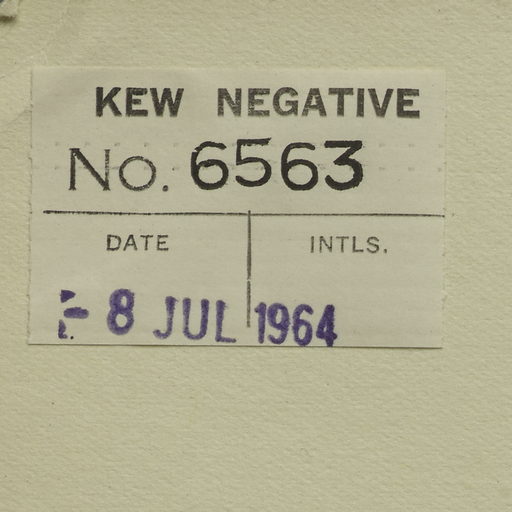 KEW NEGATIVE
No. 6563
DATE INTLS.
- 8 JUL 1964